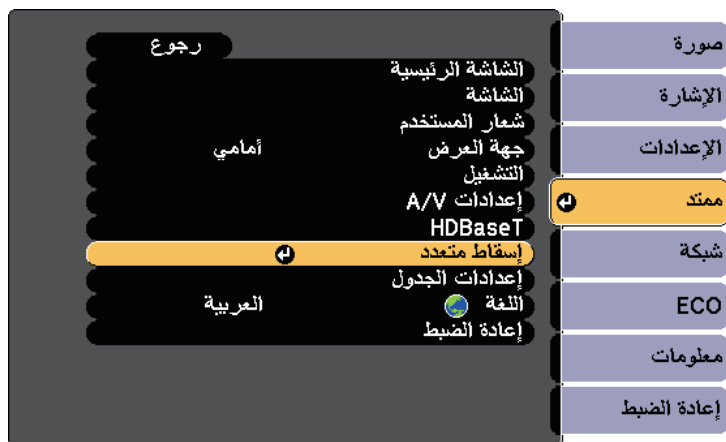 صورة
الإشارة
الإعدادات
ممتد
شبكة
ECO
معلومات
إعادة الضبط
رجوع
الشاشة الرئيسية
الشاشة
شعار المستخدم
جهة العرض أمامي
التشغيل
إعدادات A/V
HDBaseT
إسقاط متعدد
إعدادات الجدول
اللغة العربية
إعادة الضبط